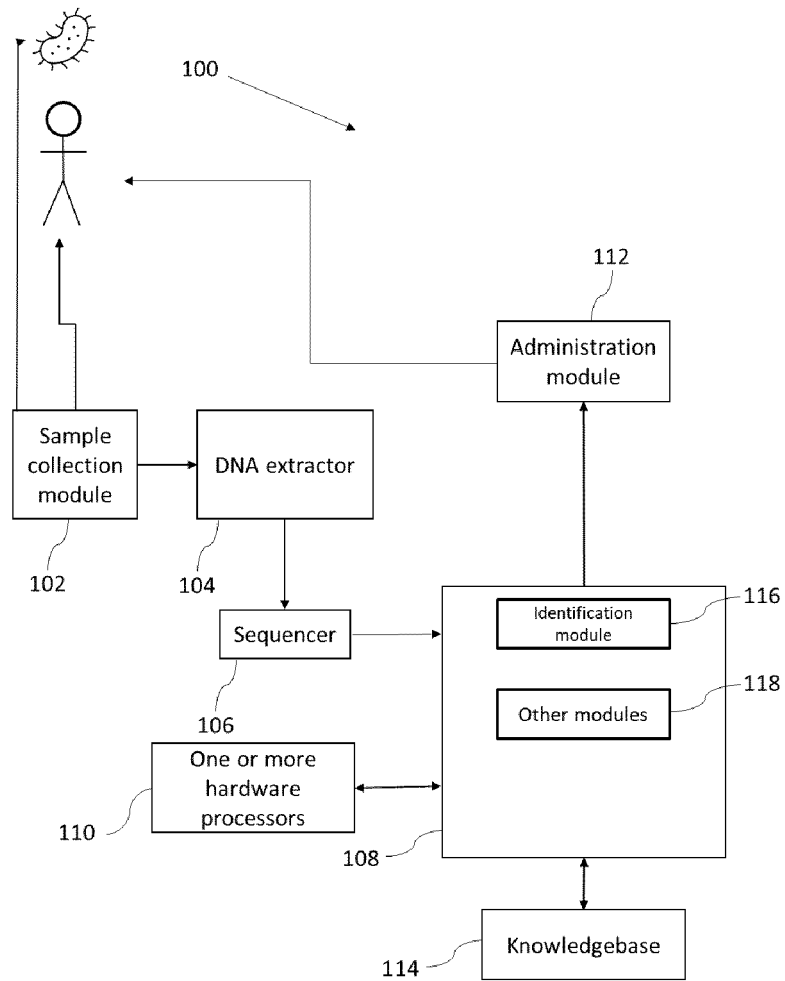 100
112
Administration
module
Sample
collection
module
DNA extractor
102
104
Identification
module
116
Sequencer
118
Other modules
106
One or more
hardware
processors
110
108
Knowledgebase
114